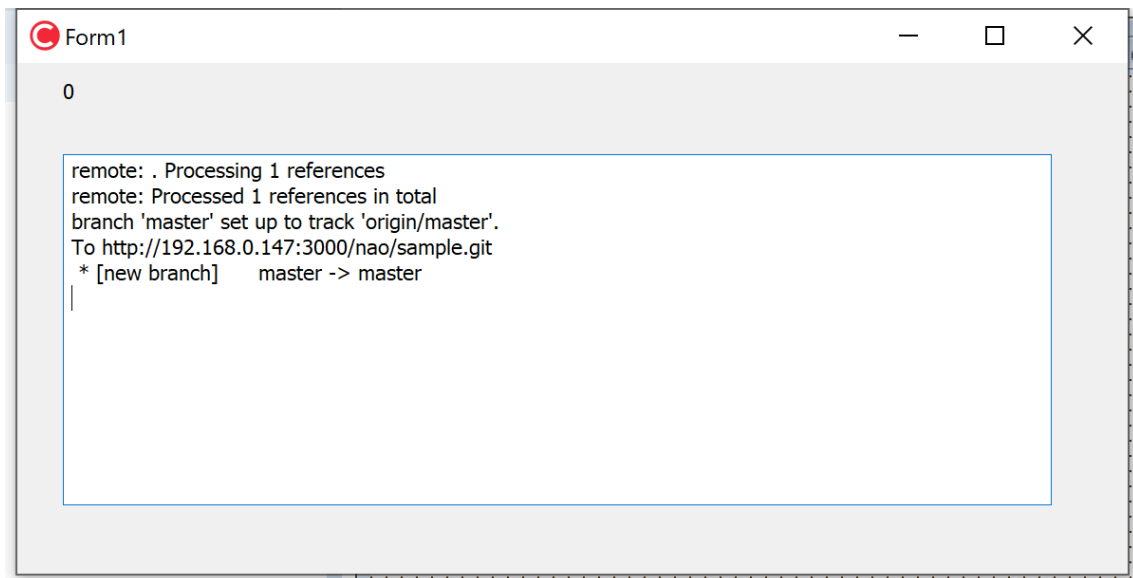 Form1
0
remote: . Processing 1 references
remote: Processed 1 references in total
branch 'master' set up to track 'origin/master'.
To http://192.168.0.147:3000/nao/sample.git
 * [new branch]      master -> master